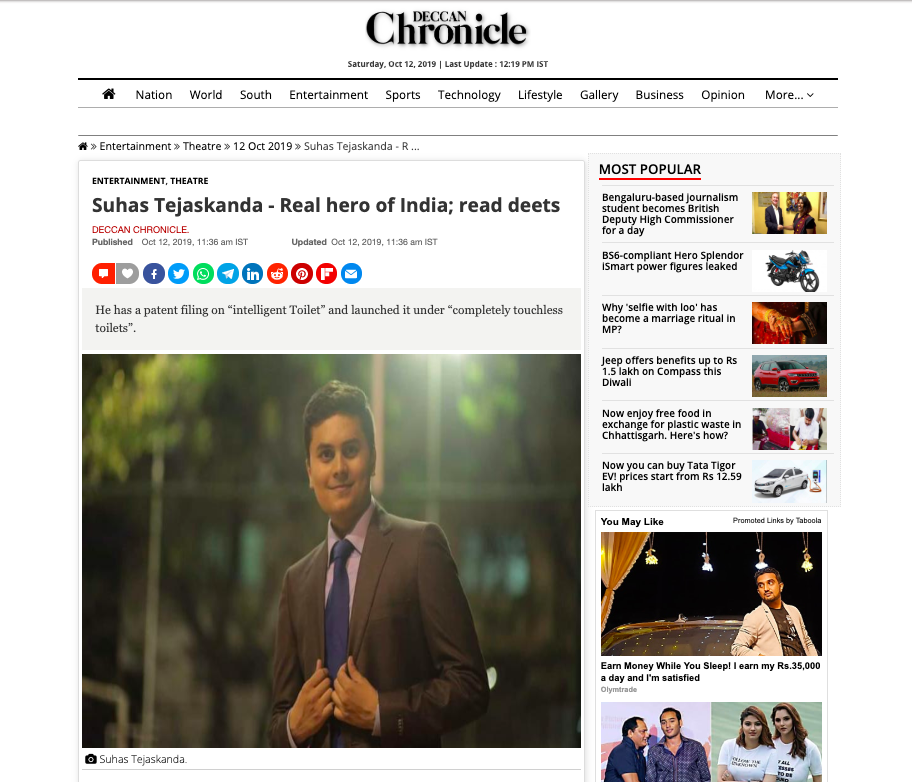 DECCAN
Chronicle
Saturday, Oct 12, 2019 | Last Update : 12:19 PM IST
Nation World South Entertainment Sports Technology Lifestyle Gallery Business Opinion More...
» Entertainment » Theatre » 12 Oct 2019 » Suhas Tejaskanda - R ...
ENTERTAINMENT, THEATRE
Suhas Tejaskanda - Real hero of India; read deets
DECCAN CHRONICLE.
Published Oct 12, 2019, 11:36 am IST Updated Oct 12, 2019, 11:36 am IST
He has a patent filing on “intelligent Toilet” and launched it under “completely touchless
toilets”.
Suhas Tejaskanda.
MOST POPULAR
Bengaluru-based journalism
student becomes British
Deputy High Commissioner
for a day
BS6-compliant Hero Splendor
iSmart power figures leaked
Why 'selfie with loo' has
become a marriage ritual in
MP?
Jeep offers benefits up to Rs
1.5 lakh on Compass this
Diwali
Now enjoy free food in
exchange for plastic waste in
Chhattisgarh. Here's how?
Now you can buy Tata Tigor
EV! prices start from Rs 12.59
lakh
You May Like Promoted Links by Taboola
Earn Money While You Sleep! I earn my Rs.35,000
a day and I'm satisfied
Olymtrade